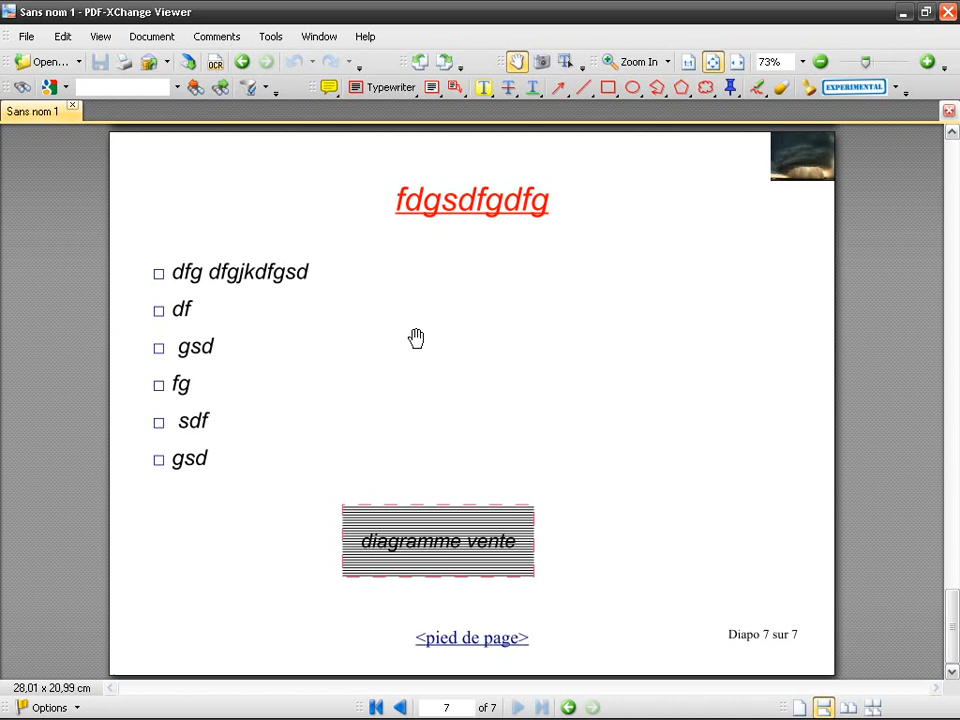 Sans nom 1 - PDF-XChange Viewer
File Edit View Document Comments Tools Window Help
Open... OCR Zoom In 73%
Typewriter EXPERIMENTAL
Sans nom 1
fdgsdfgdfg
dfg dfgjkdfgsd
df
gsd
fg
sdf
gsd
diagramme vente
<pied de page>
Diapo 7 sur 7
28,01 x 20,99 cm
Options 7 of 7